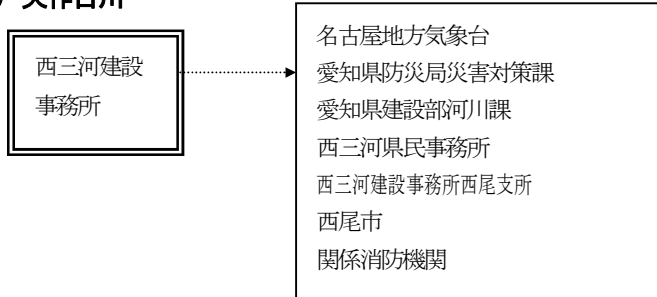 西三河建設
事務所
名古屋地方気象台
愛知県防災局災害対策課
愛知県建設部河川課
西三河県民事務所
西三河建設事務所西尾支所
西尾市
関係消防機関